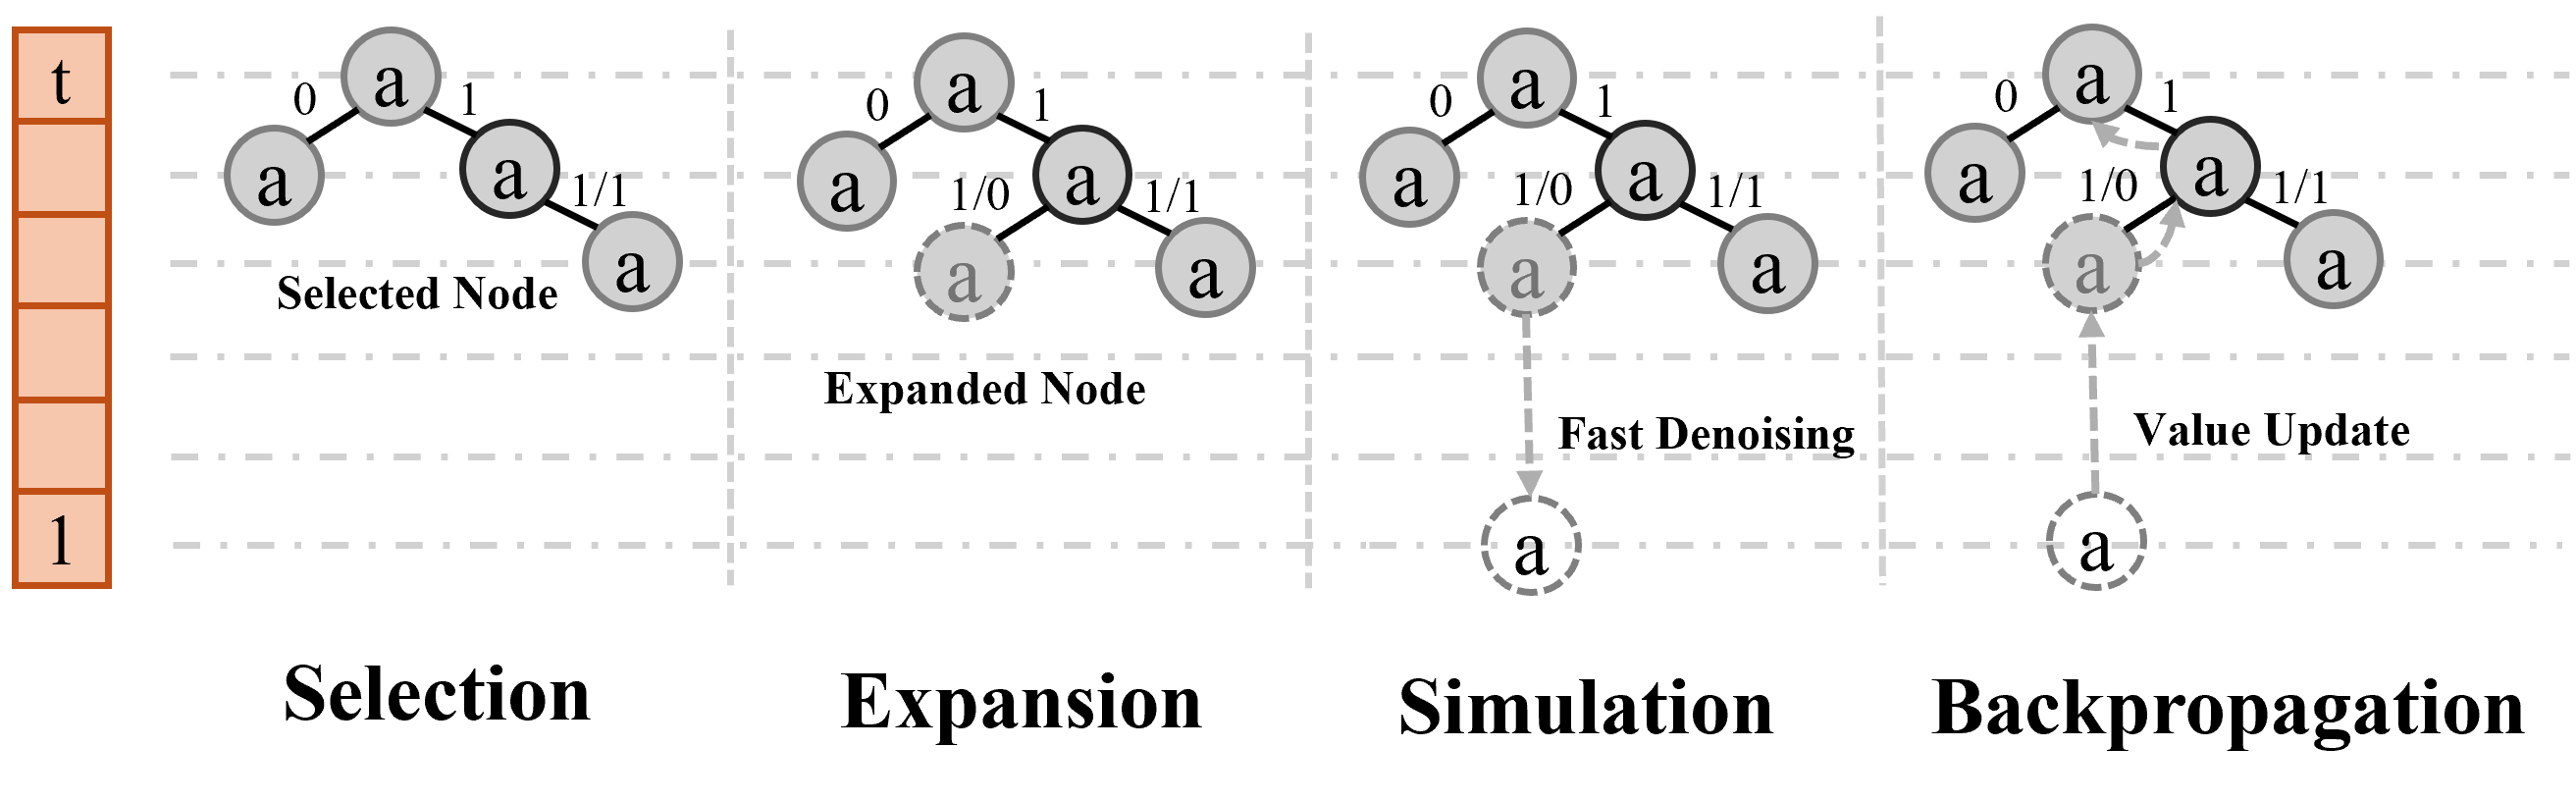 t
1
a
0
1
a
a
1/1
a
Selected Node
Selection
a
0
1
a
a
1/0
1/1
a
a
Expanded Node
Expansion
a
0
1
a
a
1/0
1/1
a
a
Fast Denoising
a
Simulation
a
0
1
a
a
1/0
1/1
a
a
Value Update
a
Backpropagation